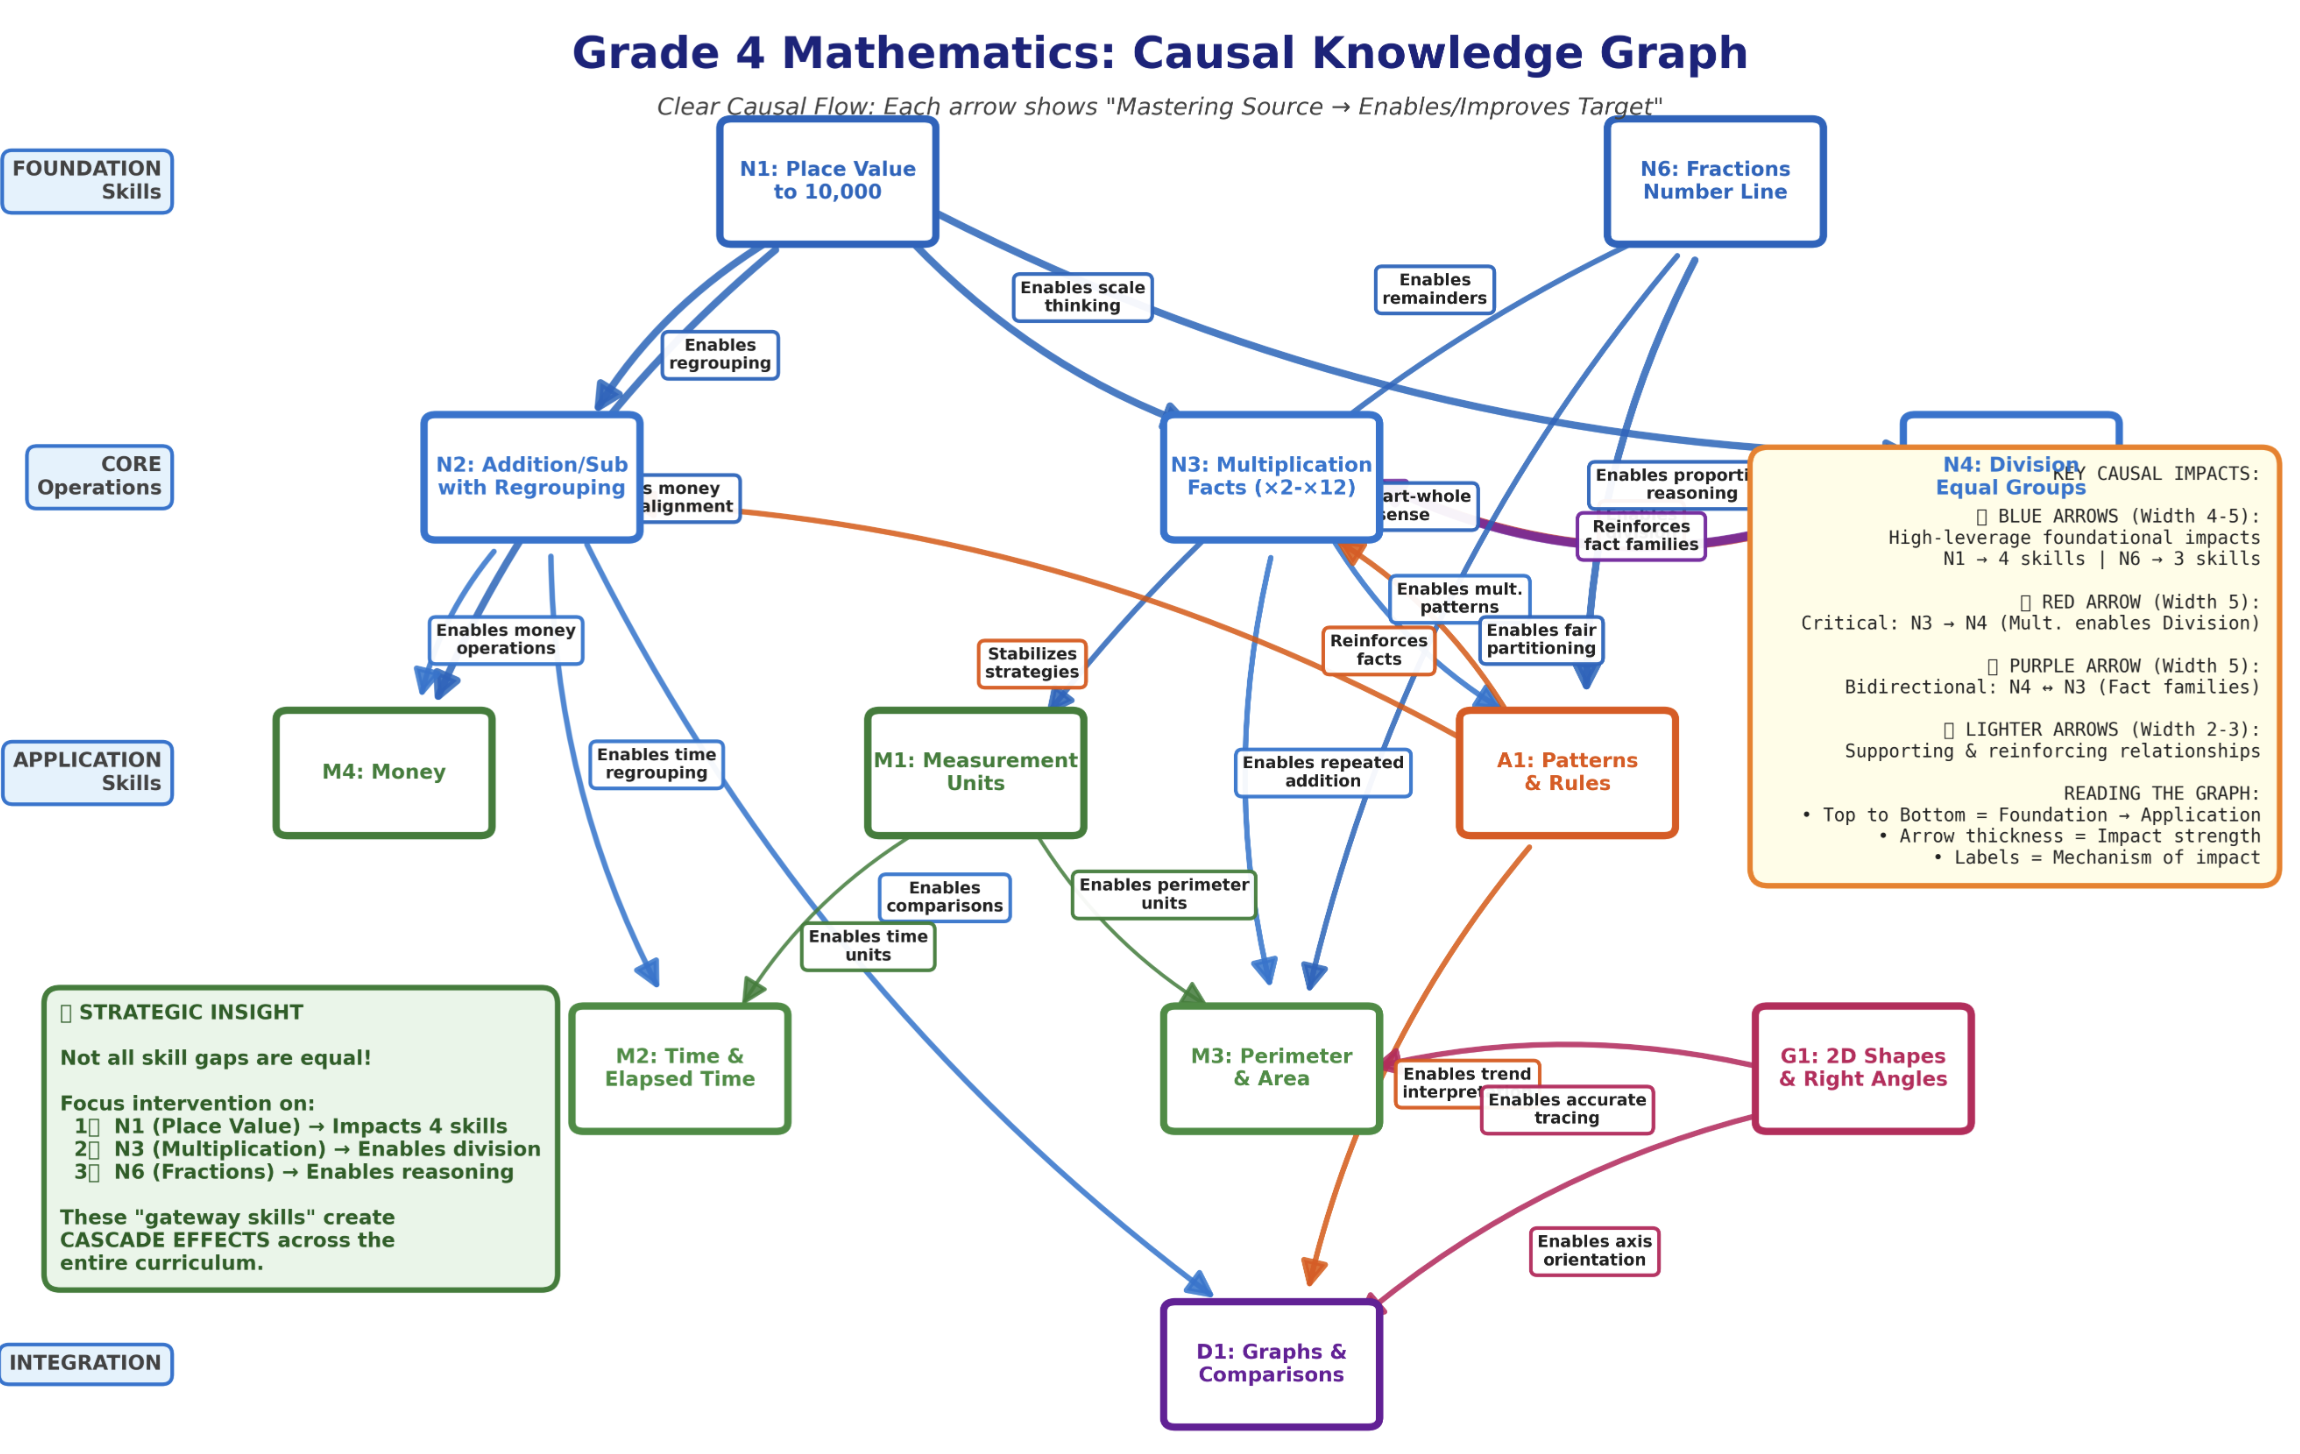 Grade 4 Mathematics: Causal Knowledge Graph
Clear Causal Flow: Each arrow shows "Mastering Source → Enables/Improves Target"
FOUNDATION
Skills
N1: Place Value
to 10,000
N6: Fractions
Number Line
Enables scale
thinking
Enables
remainders
Enables
regrouping
CORE
Operations
N2: Addition/Sub
with Regrouping
s money
alignment
N3: Multiplication
Facts (×2-×12)
art-whole
sense
Enables proporti
reasoning
Reinforces
fact families
N4: Division
Equal Groups
KEY CAUSAL IMPACTS:
BLUE ARROWS (Width 4-5):
High-leverage foundational impacts
N1 → 4 skills | N6 → 3 skills
RED ARROW (Width 5):
Critical: N3 → N4 (Mult. enables Division)
PURPLE ARROW (Width 5):
Bidirectional: N4 ↔ N3 (Fact families)
LIGHTER ARROWS (Width 2-3):
Supporting & reinforcing relationships
READING THE GRAPH:
• Top to Bottom = Foundation → Application
• Arrow thickness = Impact strength
• Labels = Mechanism of impact
Enables mult.
patterns
Enables money
operations
Stabilizes
strategies
Reinforces
facts
Enables fair
partitioning
APPLICATION
Skills
M4: Money
Enables time
regrouping
M1: Measurement
Units
Enables repeated
addition
A1: Patterns
& Rules
Enables
comparisons
Enables perimeter
units
Enables time
units
STRATEGIC INSIGHT
Not all skill gaps are equal!
Focus intervention on:
1 N1 (Place Value) → Impacts 4 skills
2 N3 (Multiplication) → Enables division
3 N6 (Fractions) → Enables reasoning
These "gateway skills" create
CASCADE EFFECTS across the
entire curriculum.
M2: Time &
Elapsed Time
M3: Perimeter
& Area
Enables trend
interpret
Enables accurate
tracing
G1: 2D Shapes
& Right Angles
Enables axis
orientation
INTEGRATION
D1: Graphs &
Comparisons